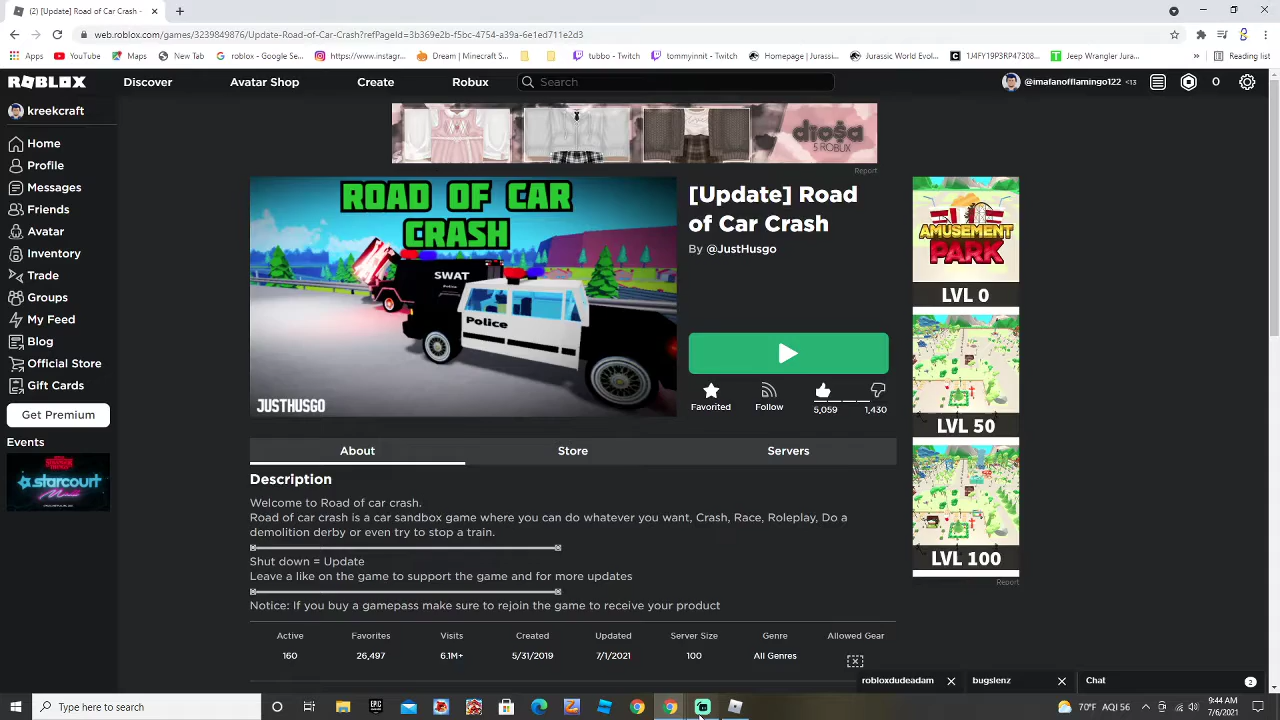 (2) [Update] Road of Car Crash -
web.roblox.com/games/3239849876/Update-Road-of-Car-Crash?refPageId=3b369e2b-f5bc-4754-a39a-6e1ed711e2d3
Apps
YouTube
Maps
New Tab
roblox - Google Se...
https://www.instag...
Dream | Minecraft...
tubbo - Twitch
tommyinnit - Twitch
Homepage | Jurassi...
Jurassic World Evol...
1J4FY19P3RP47308...
Jeep Wrangler Hat...
Reading list
ROBLOX
Discover
Avatar Shop
Create
Robux
Search
@imafanofflamingo122
<13
0
kreekcraft
Home
Profile
Messages
Friends
Avatar
Inventory
Trade
Groups
My Feed
Blog
Official Store
Gift Cards
Get Premium
Events
starcourt
diosa
5 ROBUX
Report
ROAD OF CAR
CRASH
SWAT
Police
Police
JUSTHUSGO
[Update] Road
of Car Crash
By @JustHusgo
Favorited
Follow
5,059
1,430
AMUSEMENT
PARK
LVL 0
LVL 50
LVL 100
Report
About
Store
Servers
Description
Welcome to Road of car crash.
Road of car crash is a car sandbox game where you can do whatever you want, Crash, Race, Roleplay, Do a
demolition derby or even try to stop a train.
Shut down = Update
Leave a like on the game to support the game and for more updates
Notice: If you buy a gamepass make sure to rejoin the game to receive your product
Active
Favorites
Visits
Created
Updated
Server Size
Genre
Allowed Gear
160
26,497
6.1M+
5/31/2019
7/1/2021
100
All Genres
robloxdudeadam
bugslenz
Chat
2
Type here to search
70°F AQI 56
9:44 AM
7/6/2021